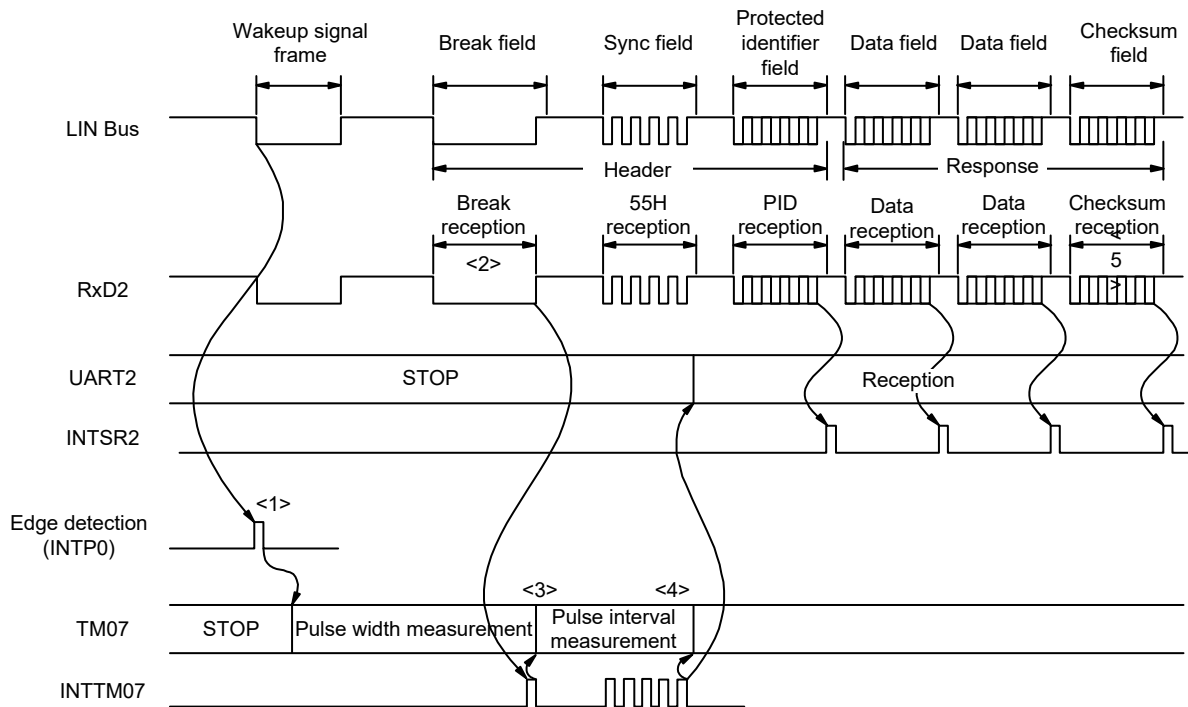 Wakeup signal
frame
Break field
Sync field
Protected
identifier
field
Data field
Data field
Checksum
field
LIN Bus
Header
Response
Break
reception
55H
reception
PID
reception
Data
reception
Data
reception
Checksum
reception
<2>
<5>
RxD2
UART2
STOP
Reception
INTSR2
<1>
Edge detection
(INTP0)
<3>
<4>
TM07
STOP
Pulse width measurement
Pulse interval
measurement
INTTM07